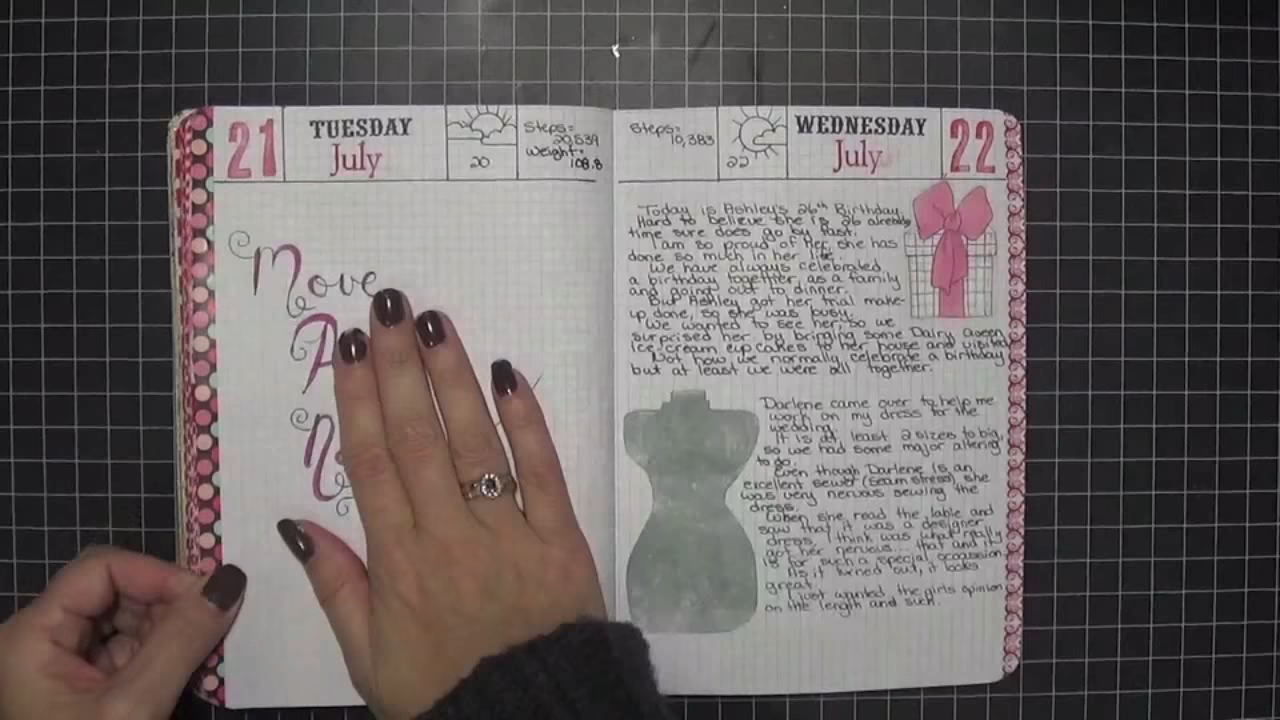 21
TUESDAY
July
20
Steps=
20,539
Weight:
108.8
Move
A
N
Steps=
10,383
22
WEDNESDAY
July
22
Today is Ashley's 26th Birthday.
Hard to believe she is 26 already
time sure does go by fast.
I am so proud of Her, she has
done so much in her life.
We have always celebrated
a birthday together, as a family
and going out to dinner.
But Ashley got her trial make-
up done, so she was busy.
We wanted to see her, so we
surprised her by bringing some Dairy Queen
Ice cream cup cakes to her house and visited
Not how we normally celebrate a birthday
but at least we were all together.
Darlene came over to help me
work on my dress for the
wedding.
It is at least 2 sizes to big,
so we had some major altering
to go.
Even though Darlene is an
excellent sewer (seam stress) she
was very nervous sewing the
dress.
When she read the lable and
saw that it was a designer
dress, I think was what really
got her nervous... that and it
is for such a special occassion
As it turned out, it looks
great.
I just wanted the girls opinion
on the length and such.